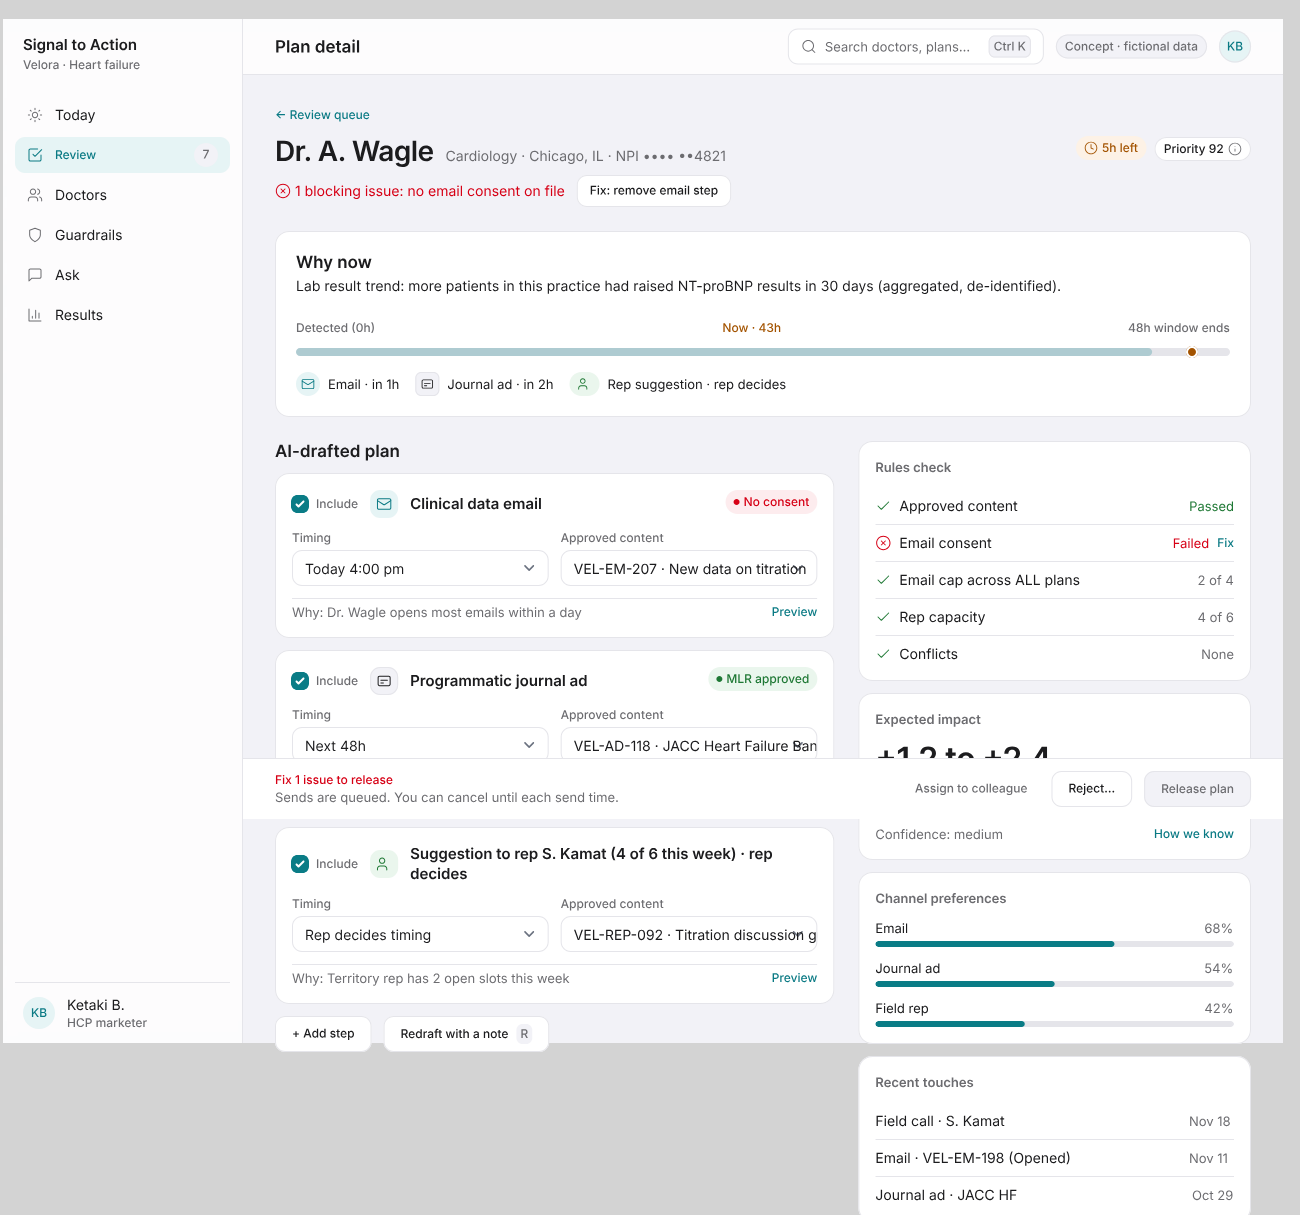 Signal to Action
Velora · Heart failure
Today
Review
7
Doctors
Guardrails
Ask
Results
KB
Ketaki B.
HCP marketer
Plan detail
Search doctors, plans...
Ctrl K
Concept · fictional data
KB
← Review queue
Dr. A. Wagle
Cardiology · Chicago, IL · NPI •••• ••4821
5h left
Priority 92
1 blocking issue: no email consent on file
Fix: remove email step
Why now
Lab result trend: more patients in this practice had raised NT-proBNP results in 30 days (aggregated, de-identified).
Detected (0h)
Now · 43h
48h window ends
Email · in 1h
Journal ad · in 2h
Rep suggestion · rep decides
AI-drafted plan
Include
Clinical data email
No consent
Timing
Approved content
Today 4:00 pm
VEL-EM-207 · New data on titration
Why: Dr. Wagle opens most emails within a day
Preview
Include
Programmatic journal ad
MLR approved
Timing
Approved content
Next 48h
VEL-AD-118 · JACC Heart Failure Ban
Fix 1 issue to release
Sends are queued. You can cancel until each send time.
Assign to colleague
Reject...
Release plan
Include
Suggestion to rep S. Kamat (4 of 6 this week) · rep
decides
Timing
Approved content
Rep decides timing
VEL-REP-092 · Titration discussion g
Why: Territory rep has 2 open slots this week
Preview
+ Add step
Redraft with a note
R
Rules check
Approved content
Passed
Email consent
Failed
Fix
Email cap across ALL plans
2 of 4
Rep capacity
4 of 6
Conflicts
None
Expected impact
+1.2 to +2.4
Confidence: medium
How we know
Channel preferences
Email
68%
Journal ad
54%
Field rep
42%
Recent touches
Field call · S. Kamat
Nov 18
Email · VEL-EM-198 (Opened)
Nov 11
Journal ad · JACC HF
Oct 29